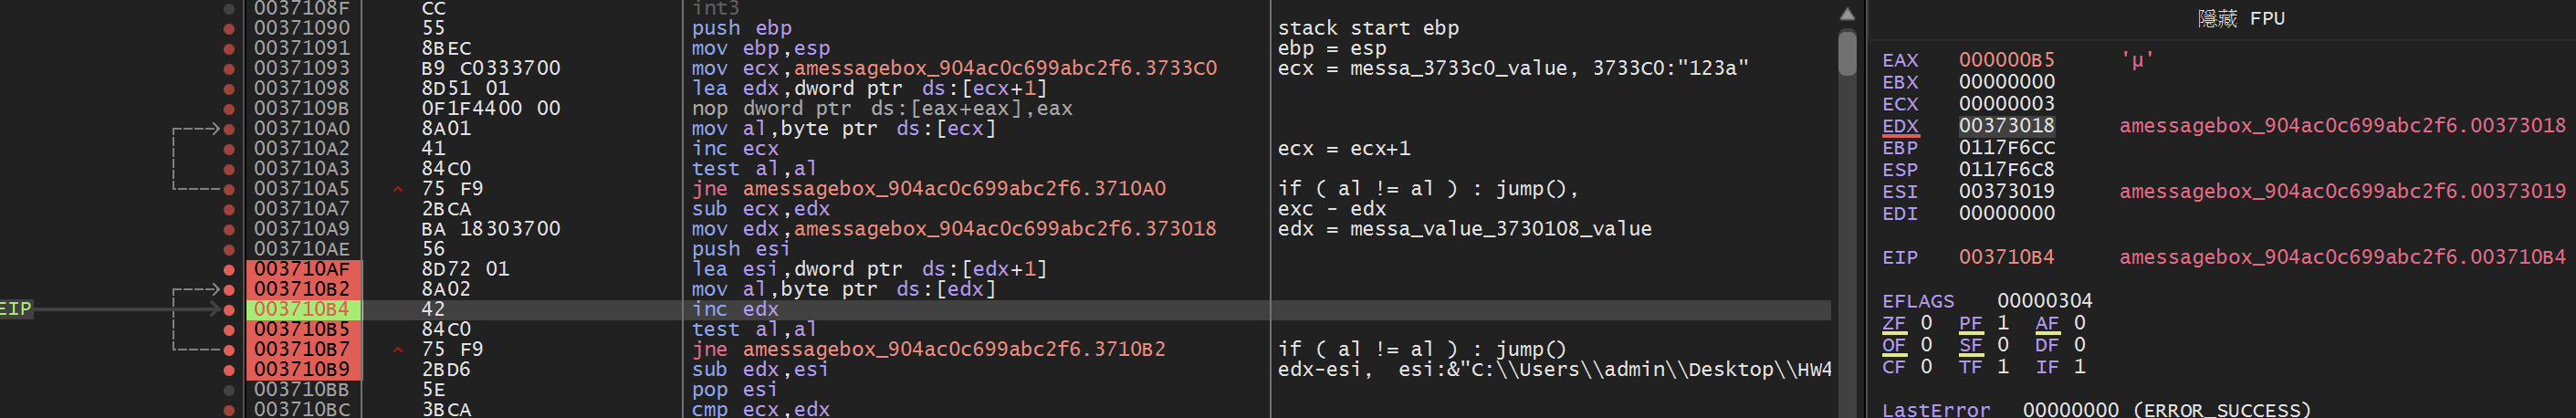 0037108F CC int3
00371090 55 push ebp stack start ebp
00371091 8BEC mov ebp,esp ebp = esp
00371093 B9 C0333700 mov ecx,amessagebox_904ac0c699abc2f6.3733C0 ecx = messa_3733c0_value, 3733C0:"123a"
00371098 8D51 01 lea edx,dword ptr ds:[ecx+1]
0037109B 0F1F4400 00 nop dword ptr ds:[eax+eax],eax
003710A0 8A01 mov al,byte ptr ds:[ecx]
003710A2 41 inc ecx ecx = ecx+1
003710A3 84C0 test al,al
003710A5 ^ 75 F9 jne amessagebox_904ac0c699abc2f6.3710A0 if ( al != al ) : jump(),
003710A7 2BCA sub ecx,edx exc - edx
003710A9 BA 18303700 mov edx,amessagebox_904ac0c699abc2f6.373018 edx = messa_value_3730108_value
003710AE 56 push esi
003710AF 8D72 01 lea esi,dword ptr ds:[edx+1]
003710B2 8A02 mov al,byte ptr ds:[edx]
EIP 003710B4 42 inc edx
003710B5 84C0 test al,al
003710B7 ^ 75 F9 jne amessagebox_904ac0c699abc2f6.3710B2 if ( al != al ) : jump()
003710B9 2BD6 sub edx,esi edx-esi, esi:&"C:\\Users\\admin\\Desktop\\HW4
003710BB 5E pop esi
003710BC 3BCA cmp ecx,edx
隱藏 FPU
EAX 000000B5 'µ'
EBX 00000000
ECX 00000003
EDX 00373018 amessagebox_904ac0c699abc2f6.00373018
EBP 0117F6CC
ESP 0117F6C8
ESI 00373019 amessagebox_904ac0c699abc2f6.00373019
EDI 00000000
EIP 003710B4 amessagebox_904ac0c699abc2f6.003710B4
EFLAGS 00000304
ZF 0 PF 1 AF 0
OF 0 SF 0 DF 0
CF 0 TF 1 IF 1
LastError 00000000 (ERROR_SUCCESS)